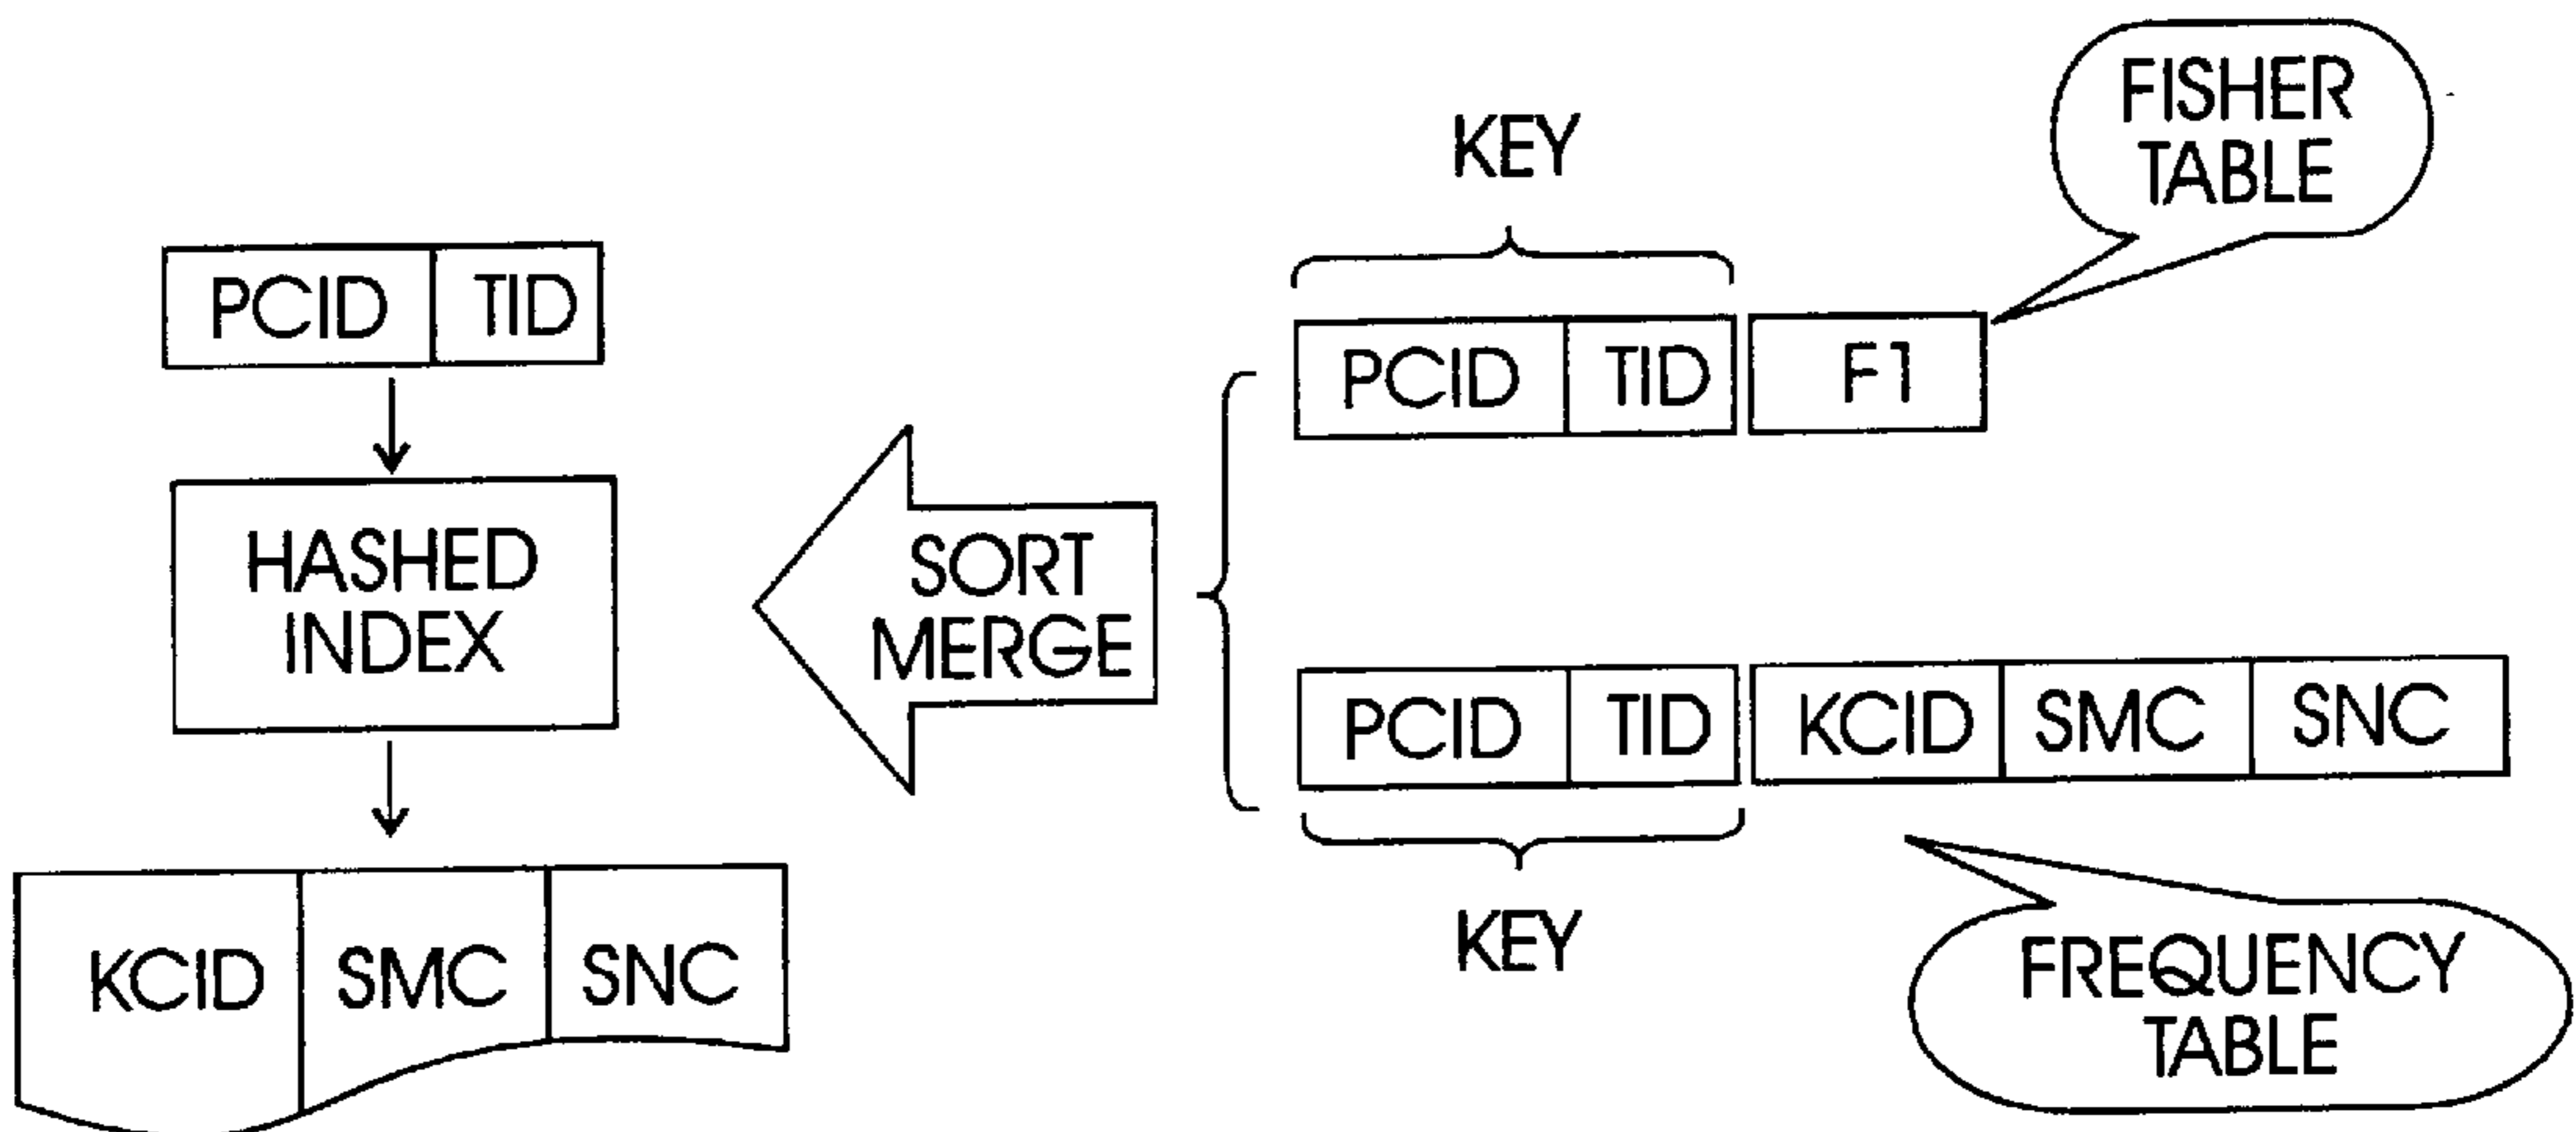 FISHER
TABLE
KEY
PCID TID
PCID TID F1
HASHED
INDEX
SORT
MERGE
PCID TID KCID SMC SNC
KCID SMC SNC
KEY
FREQUENCY
TABLE